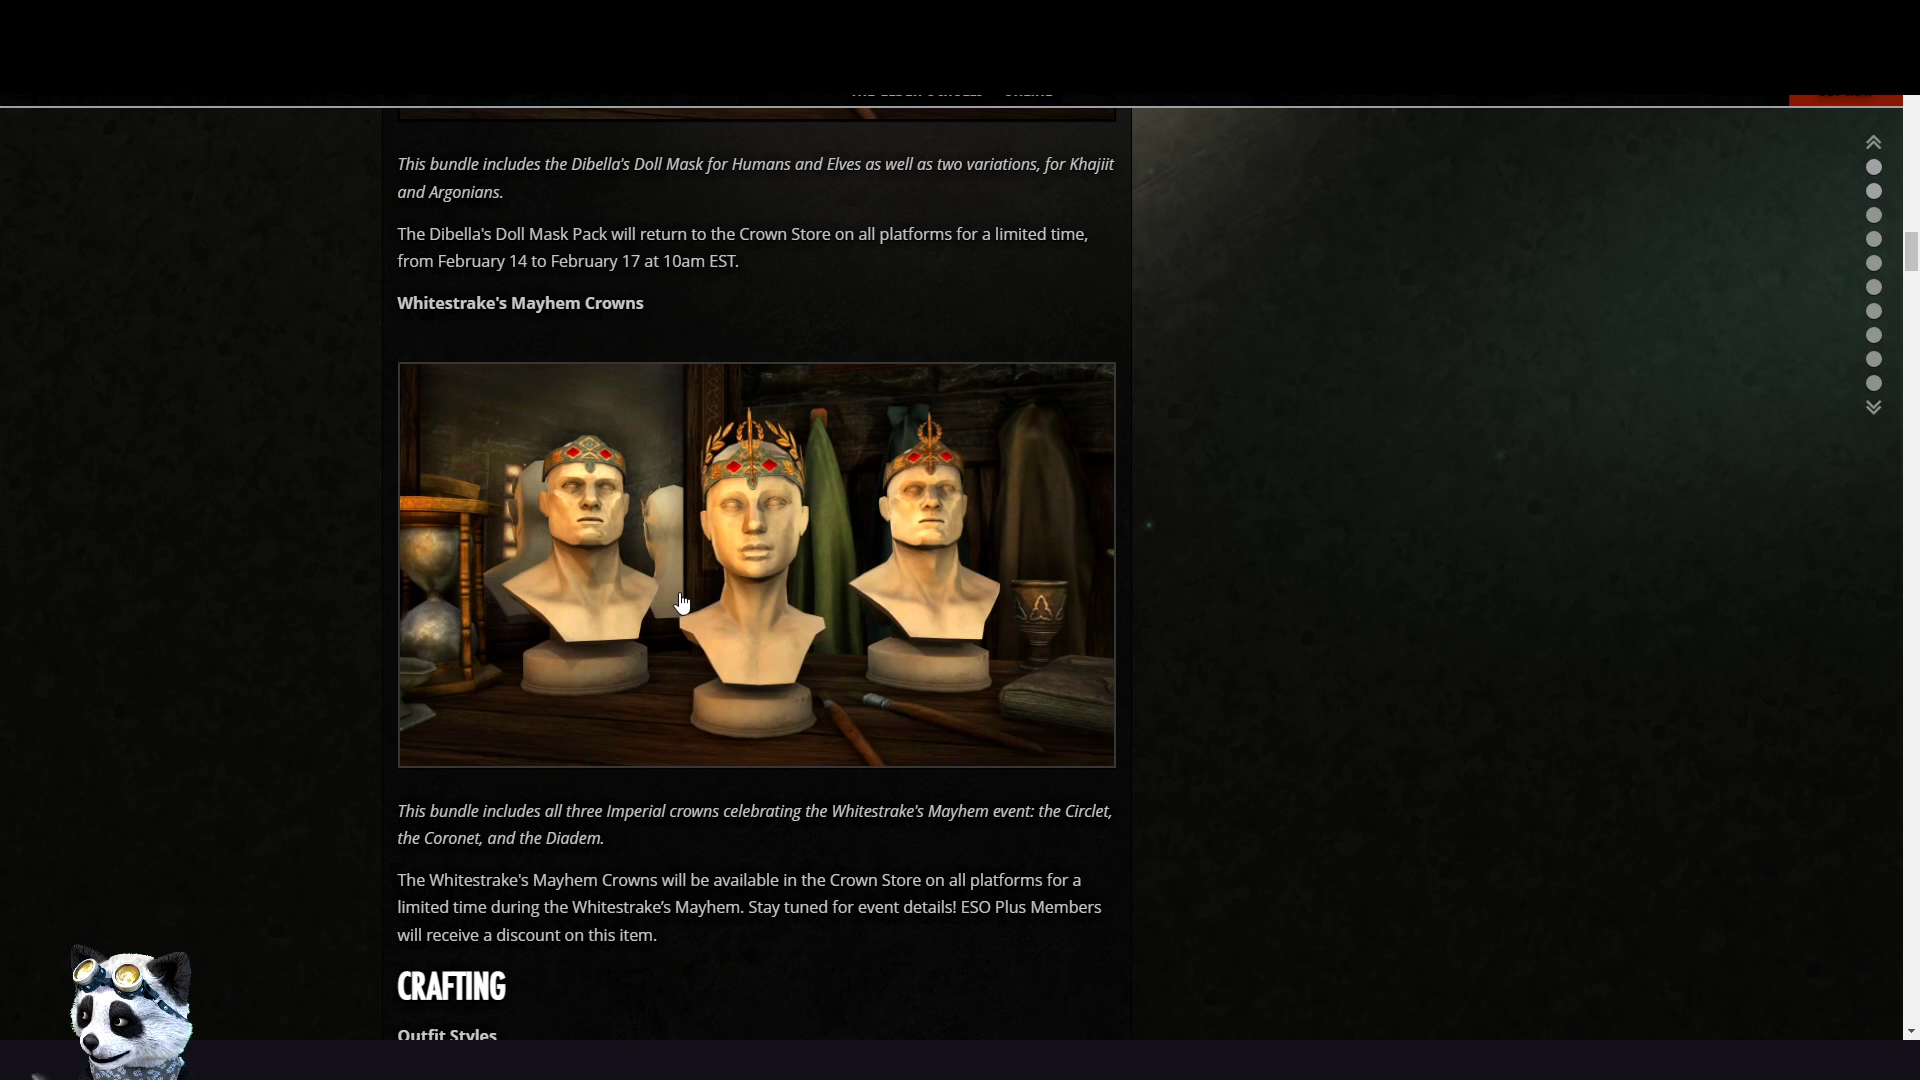 This bundle includes the Dibella's Doll Mask for Humans and Elves as well as two variations, for Khajiit
and Argonians.
The Dibella's Doll Mask Pack will return to the Crown Store on all platforms for a limited time,
from February 14 to February 17 at 10am EST.
Whitestrake's Mayhem Crowns
This bundle includes all three Imperial crowns celebrating the Whitestrake's Mayhem event: the Circlet,
the Coronet, and the Diadem.
The Whitestrake's Mayhem Crowns will be available in the Crown Store on all platforms for a
limited time during the Whitestrake’s Mayhem. Stay tuned for event details! ESO Plus Members
will receive a discount on this item.
CRAFTING
Outfit Styles